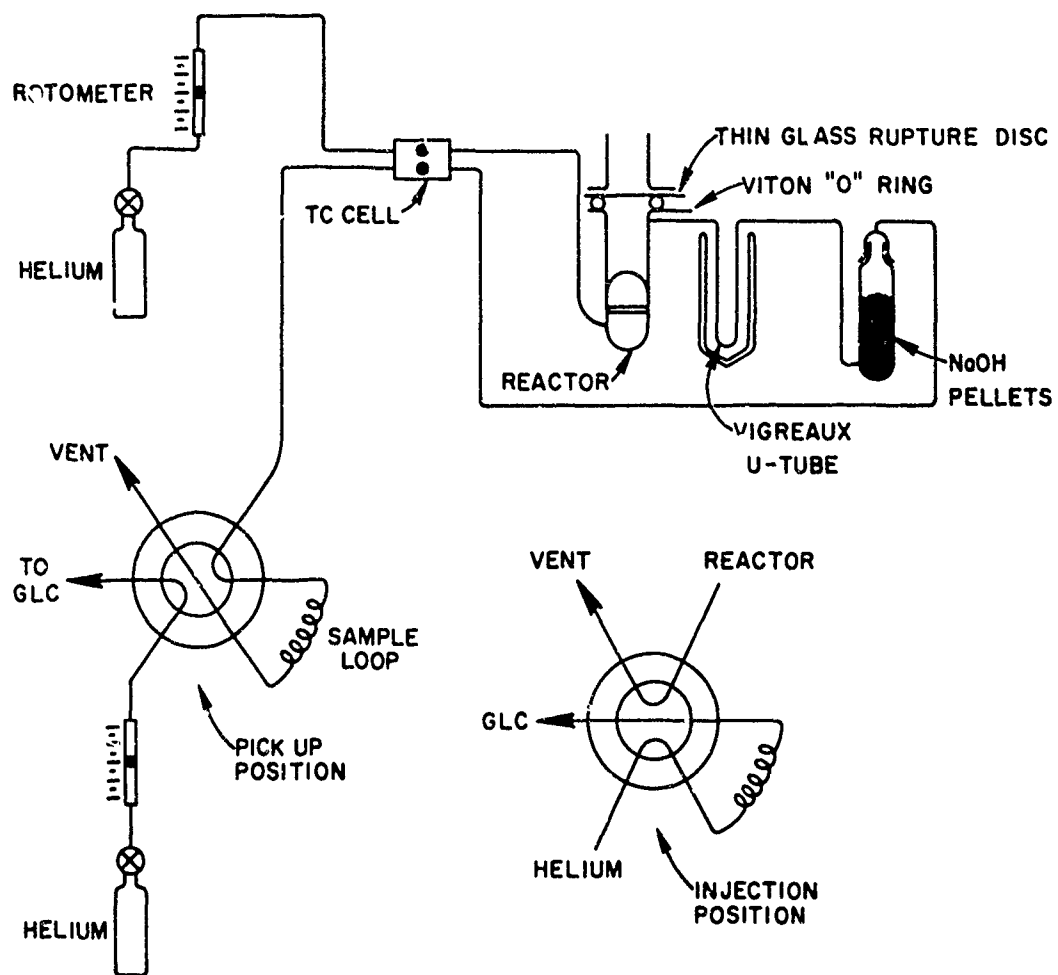 ROTOMETER
THIN GLASS RUPTURE DISC
VITON "O" RING
TC CELL
HELIUM
REACTOR
NaOH
PELLETS
VIGREAUX
U-TUBE
VENT
TO
GLC
SAMPLE
LOOP
PICK UP
POSITION
HELIUM
VENT
REACTOR
GLC
HELIUM
INJECTION
POSITION